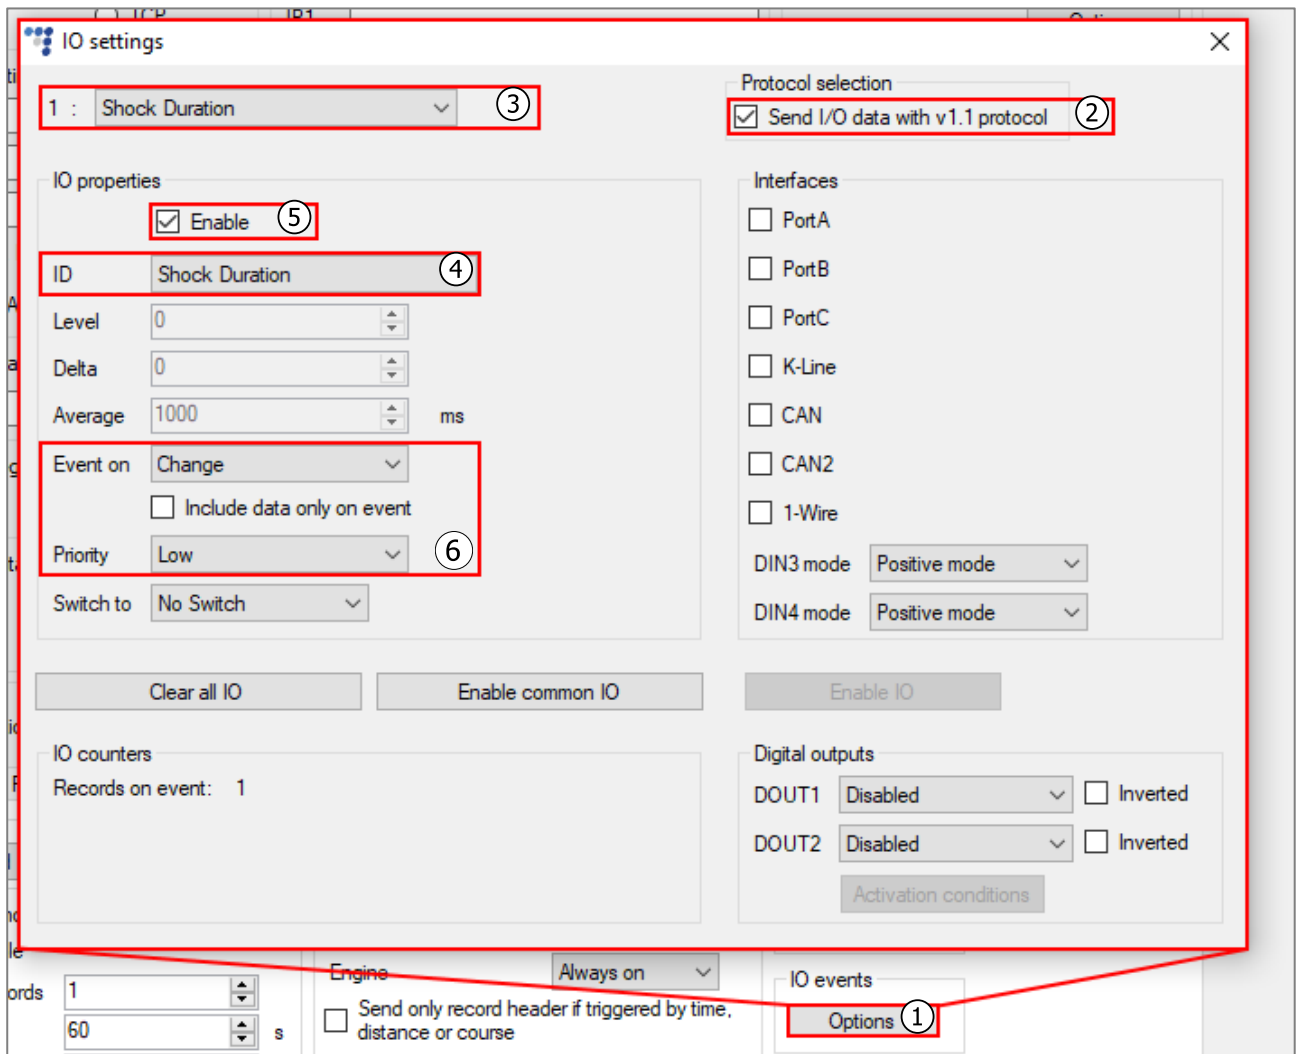 TCP
IO settings
1 : Shock Duration ③
Protocol selection
Send I/O data with v1.1 protocol ②
IO properties
Enable ⑤
ID Shock Duration ④
Level 0
Delta 0
Average 1000 ms
Event on Change
Include data only on event
Priority Low ⑥
Switch to No Switch
Interfaces
PortA
PortB
PortC
K-Line
CAN
CAN2
1-Wire
DIN3 mode Positive mode
DIN4 mode Positive mode
Clear all IO
Enable common IO
Enable IO
IO counters
Records on event: 1
Digital outputs
DOUT1 Disabled Inverted
DOUT2 Disabled Inverted
Activation conditions
ords 1
60 s
Engine Always on
Send only record header if triggered by time,
distance or course
IO events
Options ①